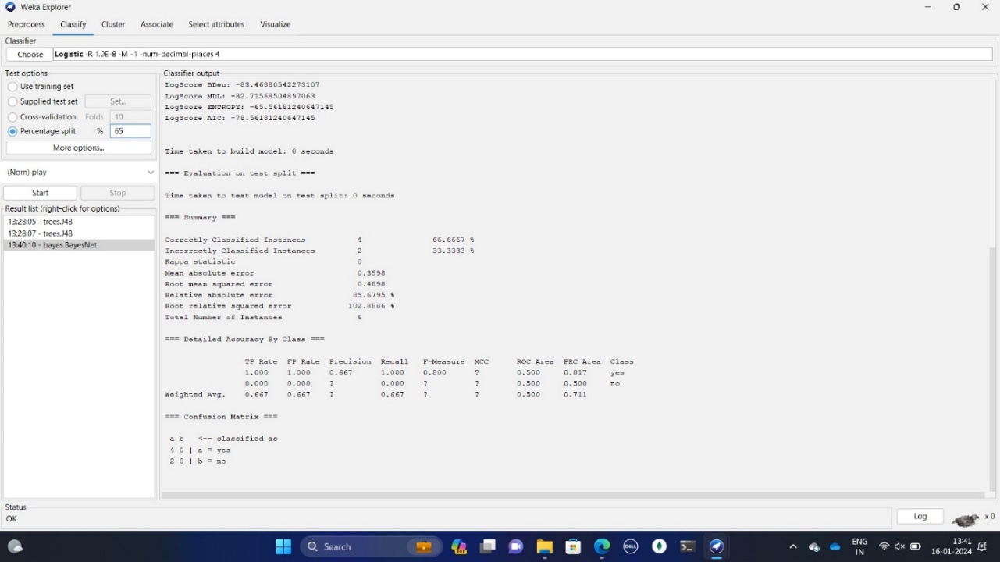 Weka Explorer
Preprocess Classify Cluster Associate Select attributes Visualize
Classifier
Choose Logistic -R 1.0E-8 -M -1 -num-decimal-places 4
Test options
Use training set
Supplied test set Set...
Cross-validation Folds 10
Percentage split % 65
More options...
(Nom) play
Start Stop
Result list (right-click for options)
13:28:05 - trees.J48
13:28:07 - trees.J48
13:40:10 - bayes.BayesNet
Classifier output
LogScore BDeu: -83.46880542273107
LogScore MDL: -82.71568504897063
LogScore ENTROPY: -65.56181240647145
LogScore AIC: -78.56181240647145
Time taken to build model: 0 seconds
=== Evaluation on test split ===
Time taken to test model on test split: 0 seconds
=== Summary ===
Correctly Classified Instances 4 66.6667 %
Incorrectly Classified Instances 2 33.3333 %
Kappa statistic 0
Mean absolute error 0.3998
Root mean squared error 0.4898
Relative absolute error 85.6795 %
Root relative squared error 102.8886 %
Total Number of Instances 6
=== Detailed Accuracy By Class ===
TP Rate FP Rate Precision Recall F-Measure MCC ROC Area PRC Area Class
1.000 1.000 0.667 1.000 0.800 ? 0.500 0.817 yes
0.000 0.000 ? 0.000 ? ? 0.500 0.500 no
Weighted Avg. 0.667 0.667 ? 0.667 ? ? 0.500 0.711
=== Confusion Matrix ===
a b <-- classified as
4 0 | a = yes
2 0 | b = no
Status
OK
Log x 0
Search
PRE
DELL
ENG
IN
13:41
16-01-2024